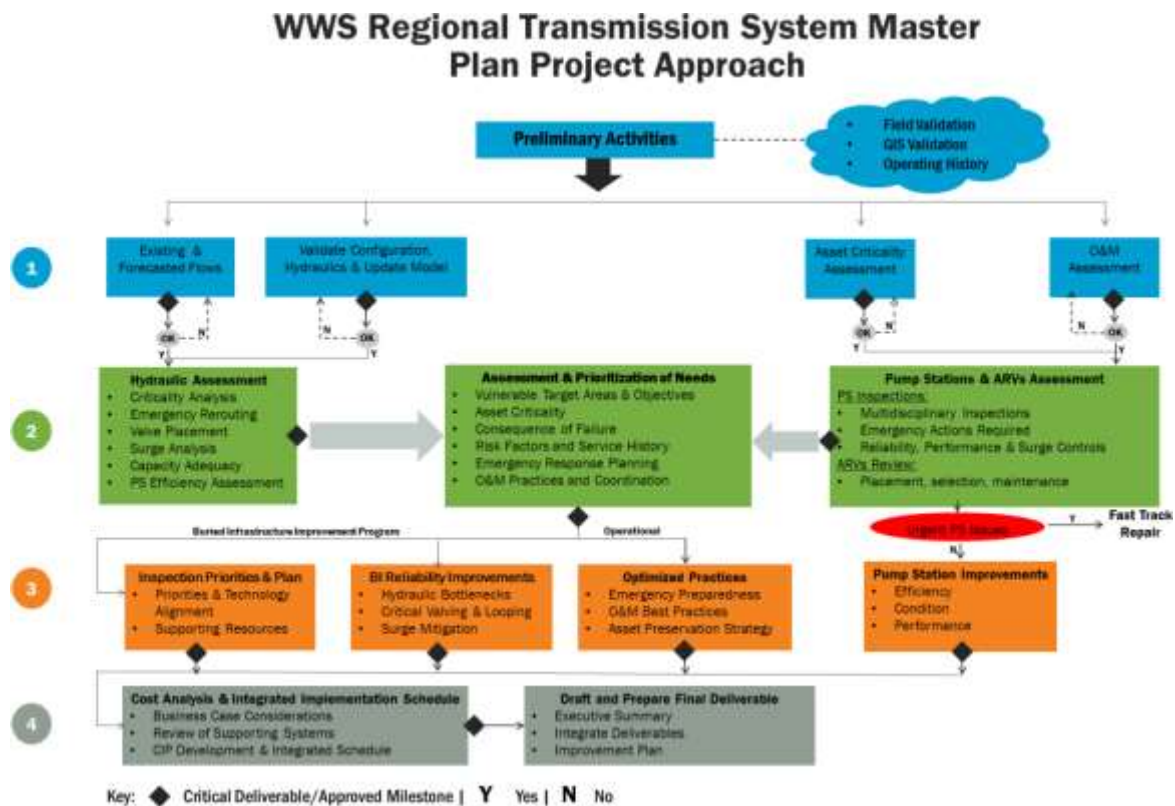 WWS Regional Transmission System Master
Plan Project Approach
Preliminary Activities
• Field Validation
• GIS Validation
• Operating History
1
Existing &
Forecasted Flows
Validate Configuration,
Hydraulics & Update Model
Asset Criticality
Assessment
O&M
Assessment
OK
N
Y
N
OK
Y
OK
N
Y
N
OK
Y
2
Hydraulic Assessment
• Criticality Analysis
• Emergency Rerouting
• Valve Placement
• Surge Analysis
• Capacity Adequacy
• PS Efficiency Assessment
Assessment & Prioritization of Needs
• Vulnerable Target Areas & Objectives
• Asset Criticality
• Consequence of Failure
• Risk Factors and Service History
• Emergency Response Planning
• O&M Practices and Coordination
Pump Stations & ARVs Assessment
PS Inspections:
• Multidisciplinary Inspections
• Emergency Actions Required
• Reliability, Performance & Surge Controls
ARVs Review:
• Placement, selection, maintenance
Urgent PS Issues
Y
Fast Track
Repair
N
Buried Infrastructure Improvement Program
Operational
3
Inspection Priorities & Plan
• Priorities & Technology
Alignment
• Supporting Resources
BI Reliability Improvements
• Hydraulic Bottlenecks
• Critical Valving & Looping
• Surge Mitigation
Optimized Practices
• Emergency Preparedness
• O&M Best Practices
• Asset Preservation Strategy
Pump Station Improvements
• Efficiency
• Condition
• Performance
4
Cost Analysis & Integrated Implementation Schedule
• Business Case Considerations
• Review of Supporting Systems
• CIP Development & Integrated Schedule
Draft and Prepare Final Deliverable
• Executive Summary
• Integrate Deliverables
• Improvement Plan
Key: ◆ Critical Deliverable/Approved Milestone | Y Yes | N No